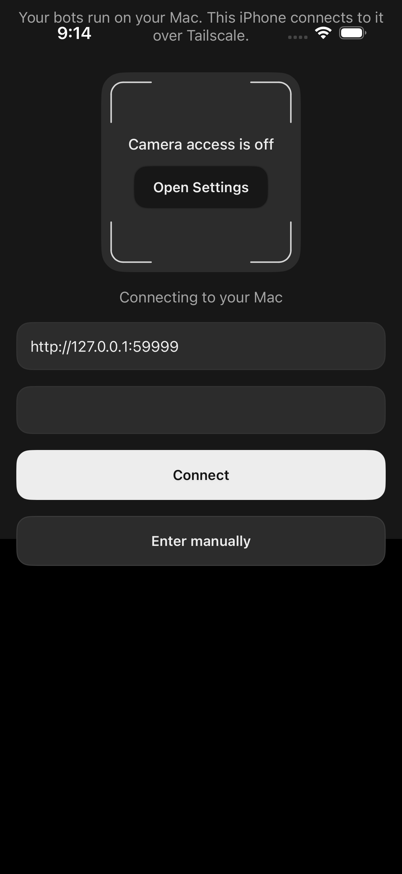 Your bots run on your Mac. This iPhone connects to it
over Tailscale.
9:14
Camera access is off
Open Settings
Connecting to your Mac
http://127.0.0.1:59999
Connect
Enter manually